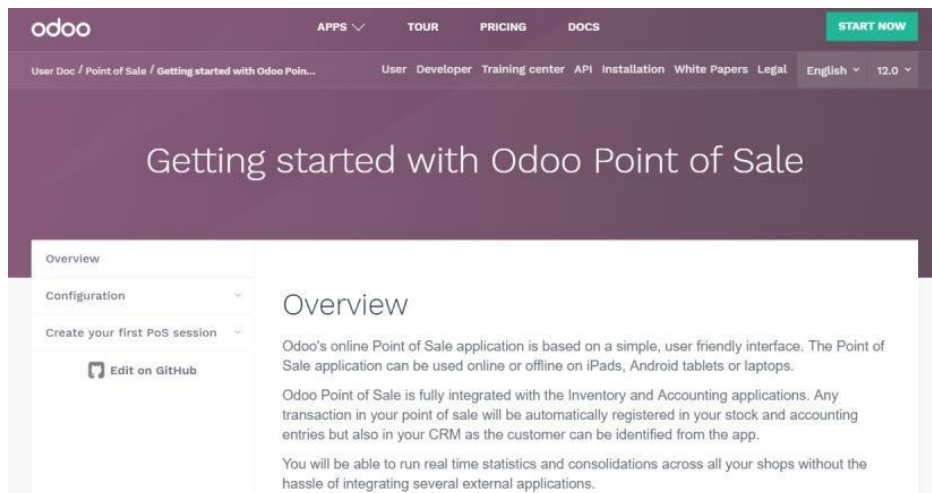 odoo APPS TOUR PRICING DOCS START NOW
User Doc / Point of Sale / Getting started with Odoo Poin... User Developer Training center API Installation White Papers Legal English 12.0
Getting started with Odoo Point of Sale
Overview
Configuration
Create your first PoS session
Edit on GitHub
Overview
Odoo's online Point of Sale application is based on a simple, user friendly interface. The Point of
Sale application can be used online or offline on iPads, Android tablets or laptops.
Odoo Point of Sale is fully integrated with the Inventory and Accounting applications. Any
transaction in your point of sale will be automatically registered in your stock and accounting
entries but also in your CRM as the customer can be identified from the app.
You will be able to run real time statistics and consolidations across all your shops without the
hassle of integrating several external applications.